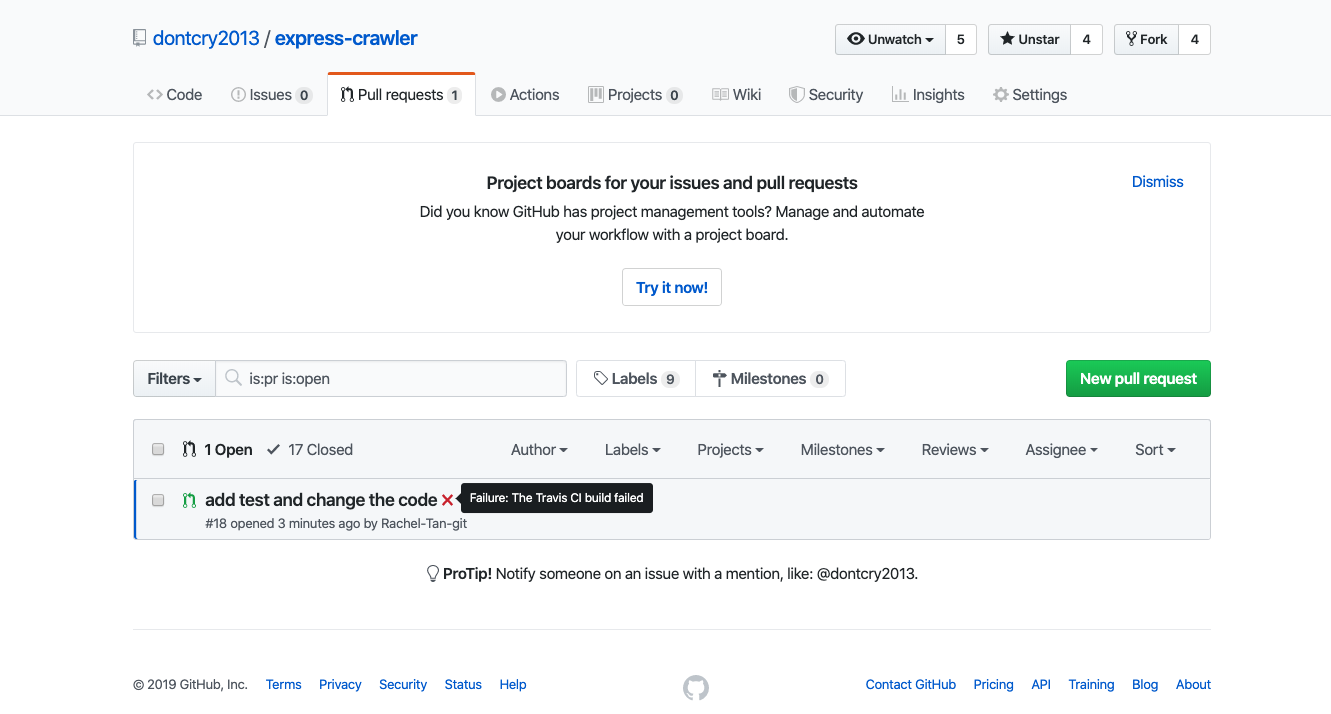 dontcry2013 / express-crawler
Unwatch 5 Unstar 4 Fork 4
Code Issues 0 Pull requests 1 Actions Projects 0 Wiki Security Insights Settings
Project boards for your issues and pull requests
Dismiss
Did you know GitHub has project management tools? Manage and automate
your workflow with a project board.
Try it now!
Filters is:pr is:open Labels 9 Milestones 0 New pull request
1 Open 17 Closed Author Labels Projects Milestones Reviews Assignee Sort
add test and change the code Failure: The Travis CI build failed
#18 opened 3 minutes ago by Rachel-Tan-git
ProTip! Notify someone on an issue with a mention, like: @dontcry2013.
© 2019 GitHub, Inc. Terms Privacy Security Status Help Contact GitHub Pricing API Training Blog About